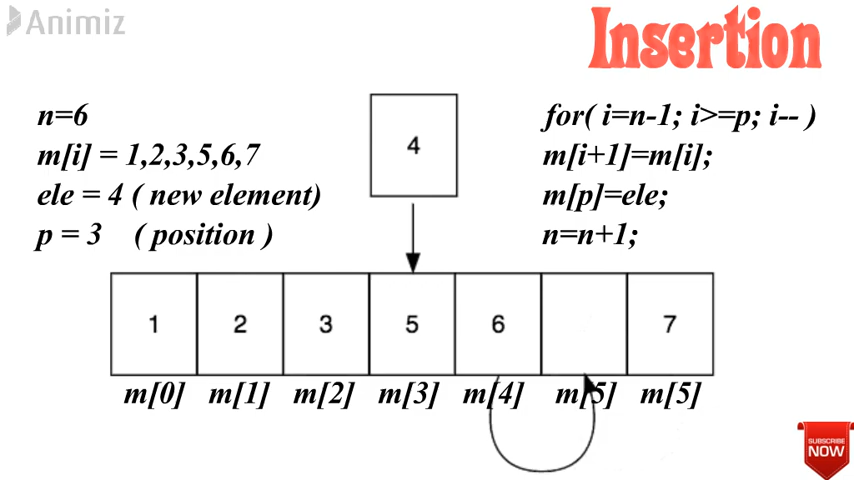 Animiz
Insertion
n=6
m[i] = 1,2,3,5,6,7
ele = 4 ( new element)
p = 3 ( position )
4
for( i=n-1; i>=p; i-- )
m[i+1]=m[i];
m[p]=ele;
n=n+1;
1 2 3 5 6 7
m[0] m[1] m[2] m[3] m[4] m[5] m[5]
SUBSCRIBE
NOW